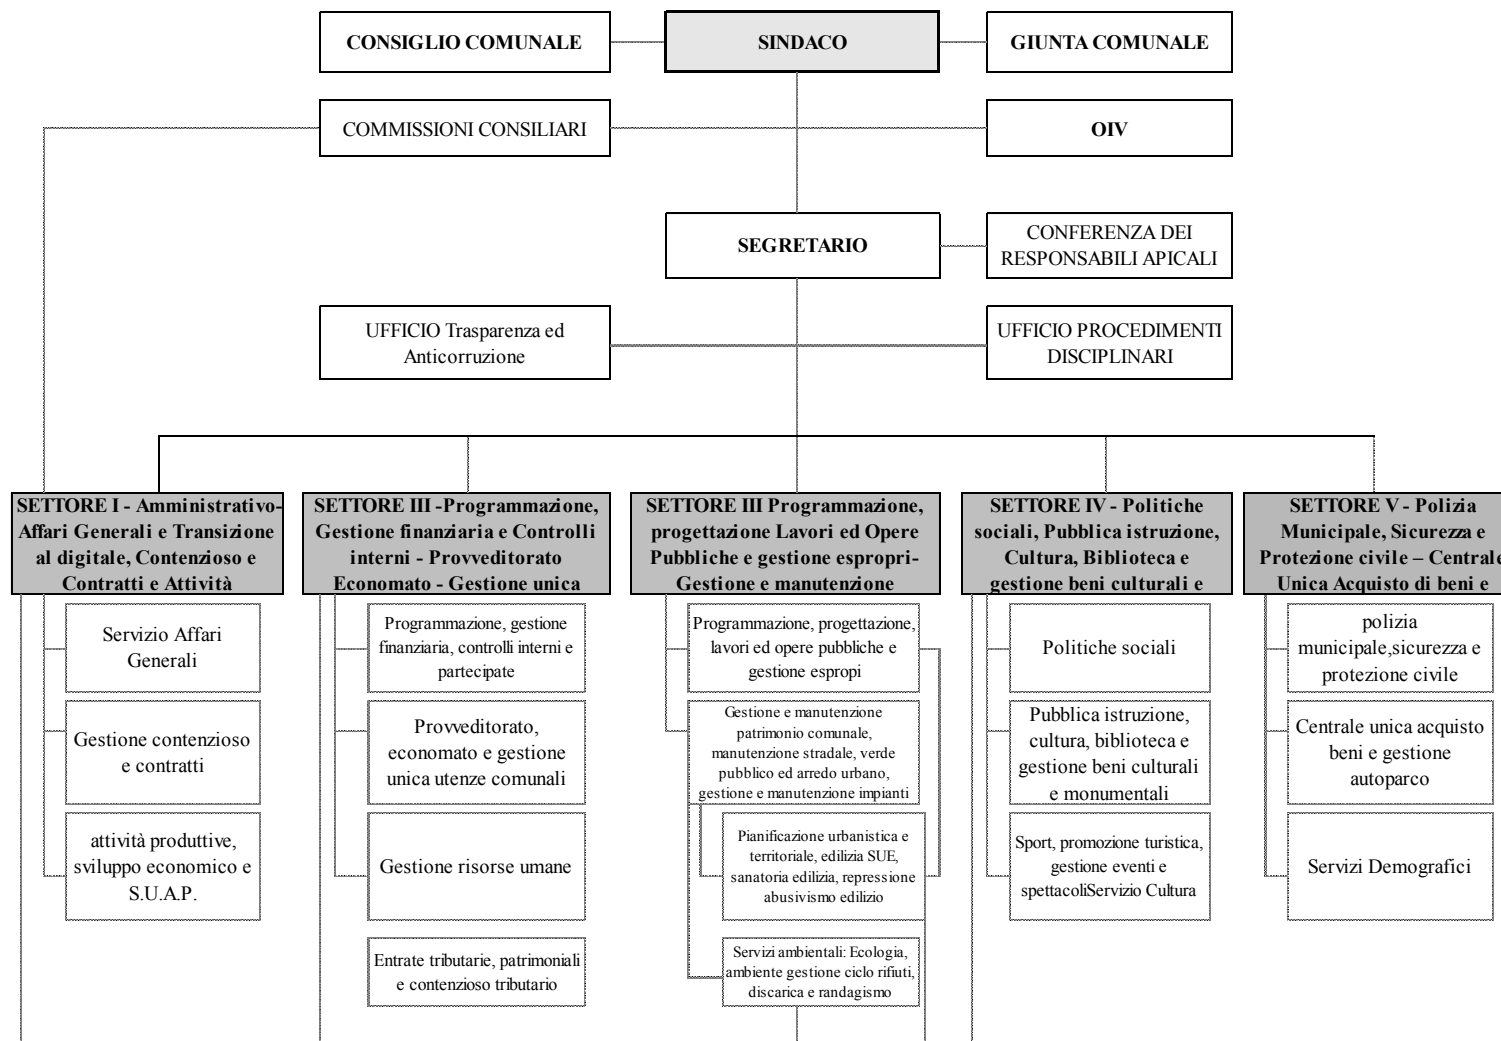 CONSIGLIO COMUNALE
SINDACO
GIUNTA COMUNALE
COMMISSIONI CONSILIARI
OIV
SEGRETARIO
CONFERENZA DEI
RESPONSABILI APICALI
UFFICIO Trasparenza ed
Anticorruzione
UFFICIO PROCEDIMENTI
DISCIPLINARI
SETTORE I - Amministrativo-
Affari Generali e Transizione
al digitale, Contenzioso e
Contratti e Attività
SETTORE III -Programmazione,
Gestione finanziaria e Controlli
interni - Provveditorato
Economato - Gestione unica
SETTORE III Programmazione,
progettazione Lavori ed Opere
Pubbliche e gestione espropri-
Gestione e manutenzione
SETTORE IV - Politiche
sociali, Pubblica istruzione,
Cultura, Biblioteca e
gestione beni culturali e
SETTORE V - Polizia
Municipale, Sicurezza e
Protezione civile – Centrale
Unica Acquisto di beni e
Servizio Affari
Generali
Gestione contenzioso
e contratti
attività produttive,
sviluppo economico e
S.U.A.P.
Programmazione, gestione
finanziaria, controlli interni e
partecipate
Provveditorato,
economato e gestione
unica utenze comunali
Gestione risorse umane
Entrate tributarie, patrimoniali
e contenzioso tributario
Programmazione, progettazione,
lavori ed opere pubbliche e
gestione espropi
Gestione e manutenzione
patrimonio comunale,
manutenzione stradale, verde
pubblico ed arredo urbano,
gestione e manutenzione impianti
Pianificazione urbanistica e
territoriale, edilizia SUE,
sanatoria edilizia, repressione
abusivismo edilizio
Servizi ambientali: Ecologia,
ambiente gestione ciclo rifiuti,
discarica e randagismo
Politiche sociali
Pubblica istruzione,
cultura, biblioteca e
gestione beni culturali
e monumentali
Sport, promozione turistica,
gestione eventi e
spettacoliServizio Cultura
polizia
municipale,sicurezza e
protezione civile
Centrale unica acquisto
beni e gestione
autoparco
Servizi Demografici